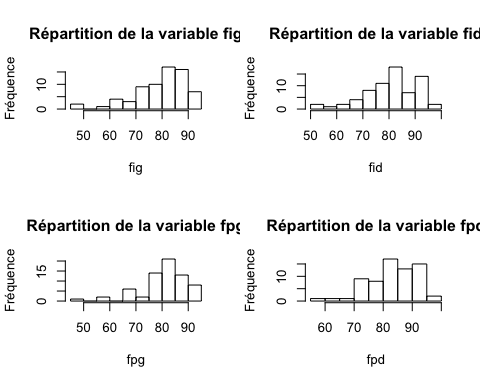 Répartition de la variable fig
Fréquence
0 10
50 60 70 80 90
fig
Répartition de la variable fid
Fréquence
0 10
50 60 70 80 90
fid
Répartition de la variable fpg
Fréquence
0 15
50 60 70 80 90
fpg
Répartition de la variable fpd
Fréquence
0 10
60 70 80 90
fpd